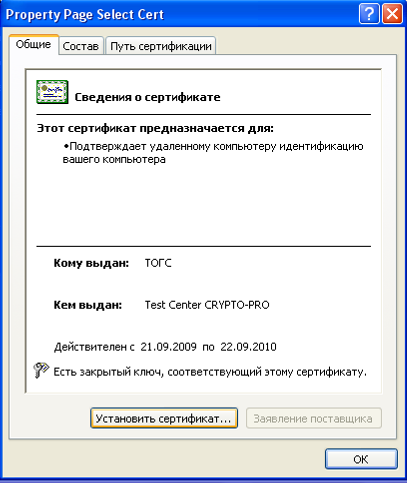 Property Page Select Cert
Общие Состав Путь сертификации
Сведения о сертификате
Этот сертификат предназначается для:
•Подтверждает удаленному компьютеру идентификацию
вашего компьютера
Кому выдан: ТОГС
Кем выдан: Test Center CRYPTO-PRO
Действителен с 21.09.2009 по 22.09.2010
Есть закрытый ключ, соответствующий этому сертификату.
Установить сертификат... Заявление поставщика
ОК